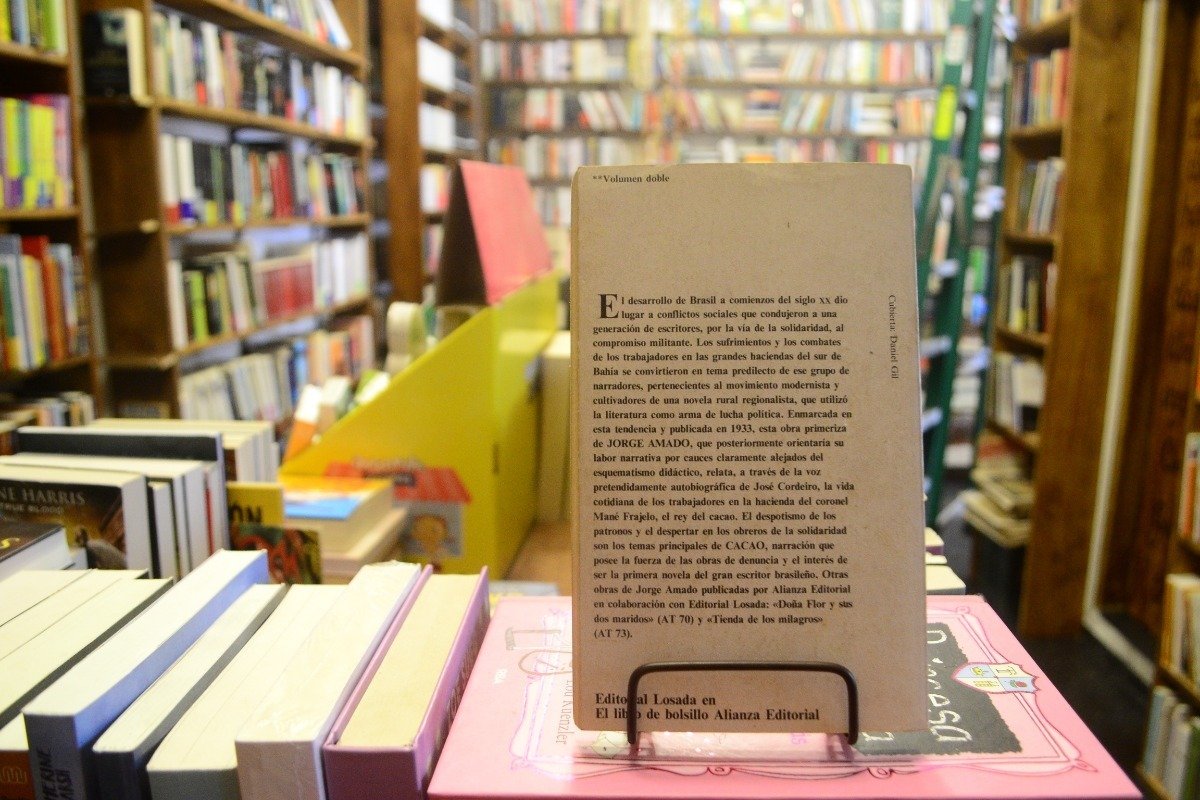 **Volumen doble
El desarrollo de Brasil a comienzos del siglo XX dio
lugar a conflictos sociales que condujeron a una
generación de escritores, por la vía de la solidaridad, al
compromiso militante. Los sufrimientos y los combates
de los trabajadores en las grandes haciendas del sur de
Bahía se convirtieron en tema predilecto de ese grupo de
narradores, pertenecientes al movimiento modernista y
cultivadores de una novela rural regionalista, que utilizó
la literatura como arma de lucha política. Enmarcada en
esta tendencia y publicada en 1933, esta obra primeriza
de JORGE AMADO, que posteriormente orientaría su
labor narrativa por cauces claramente alejados del
esquematismo didáctico, relata, a través de la voz
pretendidamente autobiográfica de José Cordeiro, la vida
cotidiana de los trabajadores en la hacienda del coronel
Mané Frajelo, el rey del cacao. El despotismo de los
patronos y el despertar en los obreros de la solidaridad
son los temas principales de CACAO, narración que
posee la fuerza de las obras de denuncia y el interés de
ser la primera novela del gran escritor brasileño. Otras
obras de Jorge Amado publicadas por Alianza Editorial
en colaboración con Editorial Losada: «Doña Flor y sus
dos maridos» (AT 70) y «Tienda de los milagros»
(AT 73).
Cubierta: Daniel Gil
Editorial Losada en
El libro de bolsillo Alianza Editorial
NE HARRIS
TRUE BLOOD
Kuenzler